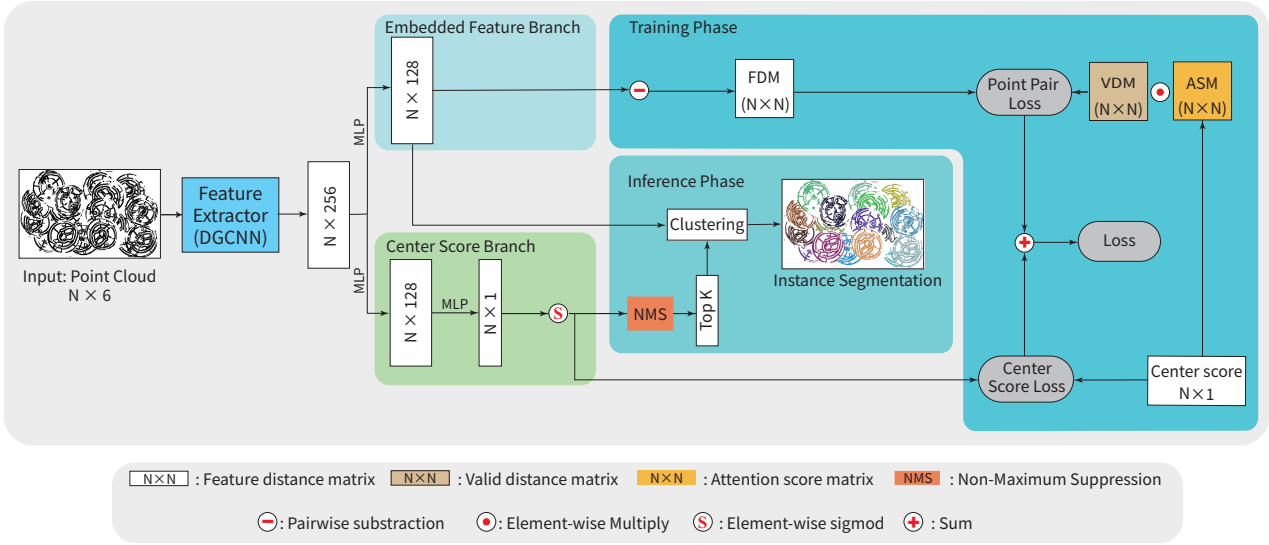 Embedded Feature Branch
Training Phase
N × 128
MLP
FDM
(N×N)
Point Pair
Loss
VDM
(N×N)
ASM
(N×N)
Input: Point Cloud
N × 6
Feature
Extractor
(DGCNN)
N × 256
Inference Phase
Clustering
Instance Segmentation
Loss
Center Score Branch
MLP
N × 128
MLP
N × 1
S
NMS
Top K
Center
Score Loss
Center score
N×1
N×N : Feature distance matrix
N×N : Valid distance matrix
N×N : Attention score matrix
NMS : Non-Maximum Suppression
: Pairwise substraction
: Element-wise Multiply
S : Element-wise sigmod
: Sum